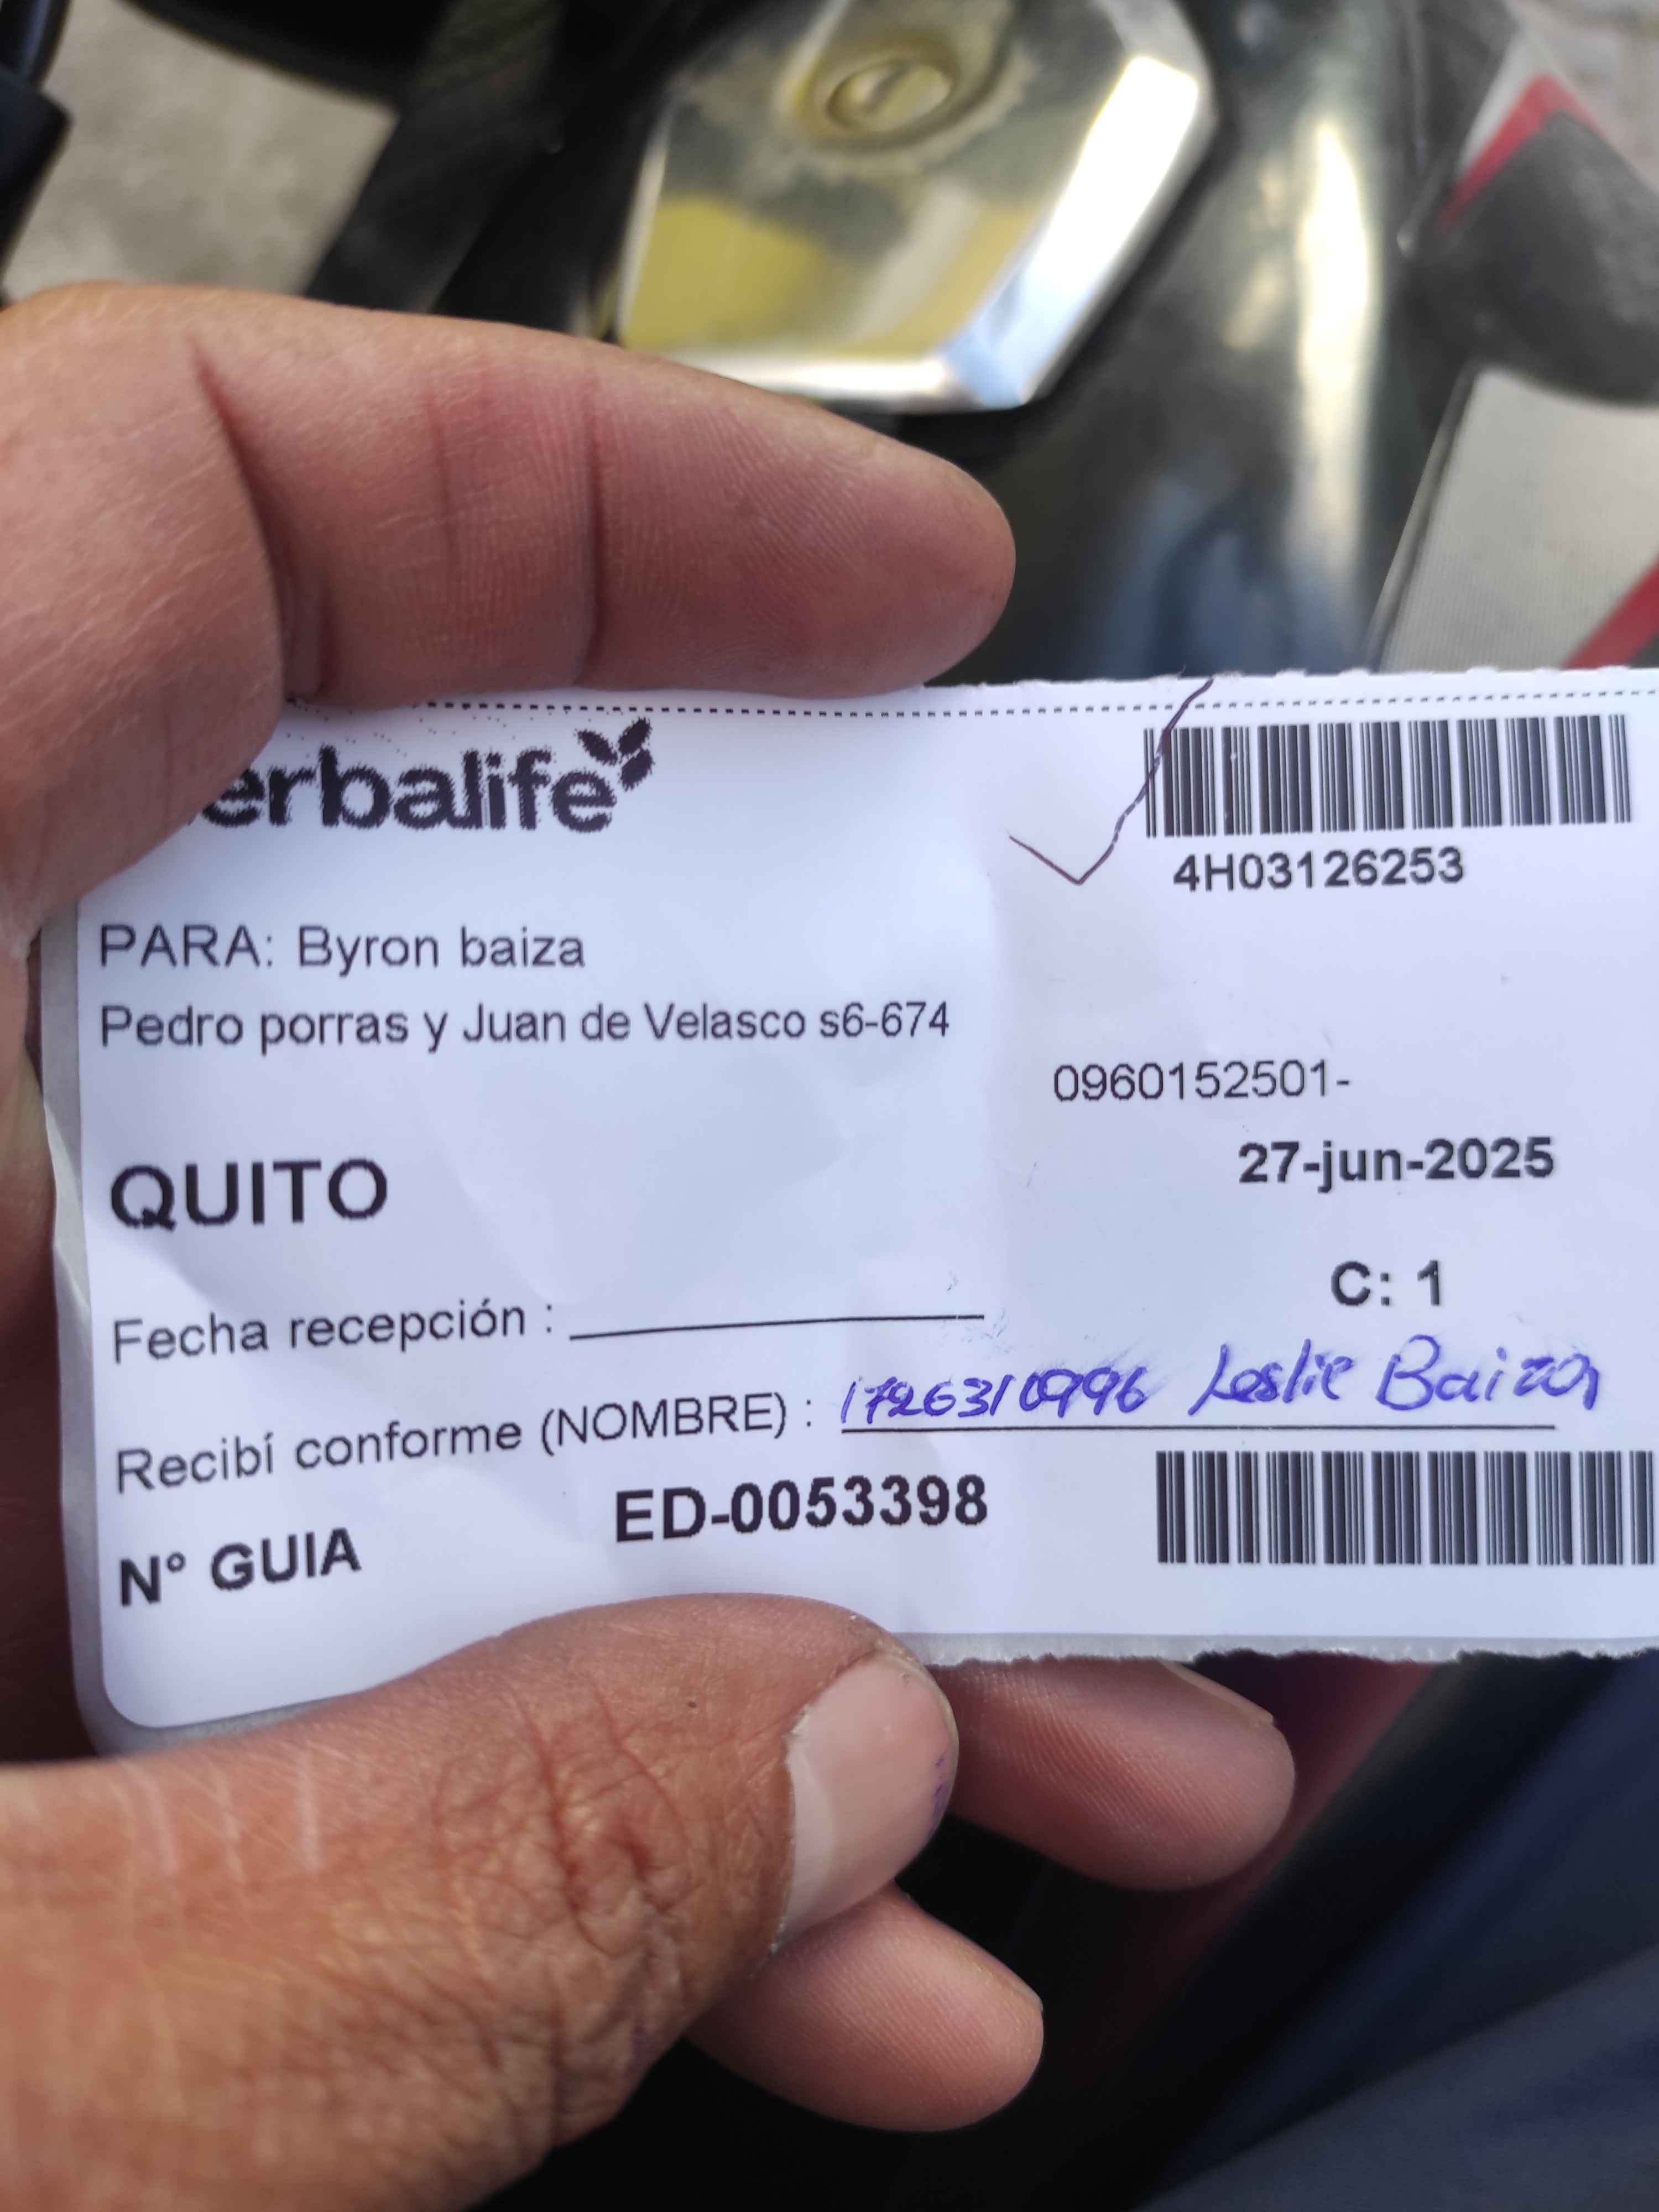 erbalife
4H03126253
PARA: Byron baiza
Pedro porras y Juan de Velasco s6-674
0960152501-
27-jun-2025
QUITO
C: 1
Fecha recepción :
Recibí conforme (NOMBRE) : 1726310996 Leslie Baiza
N° GUIA ED-0053398